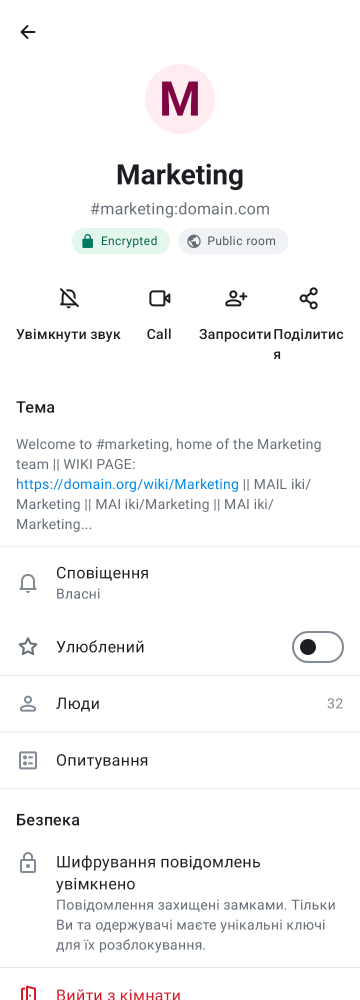 M
Marketing
#marketing:domain.com
Encrypted Public room
Увімкнути звук Call Запросити Поділитис
я
Тема
Welcome to #marketing, home of the Marketing
team || WIKI PAGE:
https://domain.org/wiki/Marketing || MAIL iki/
Marketing || MAI iki/Marketing || MAI iki/
Marketing...
Сповіщення
Власні
Улюблений
Люди 32
Опитування
Безпека
Шифрування повідомлень
увімкнено
Повідомлення захищені замками. Тільки
Ви та одержувачі маєте унікальні ключі
для їх розблокування.
Вийти з кімнати